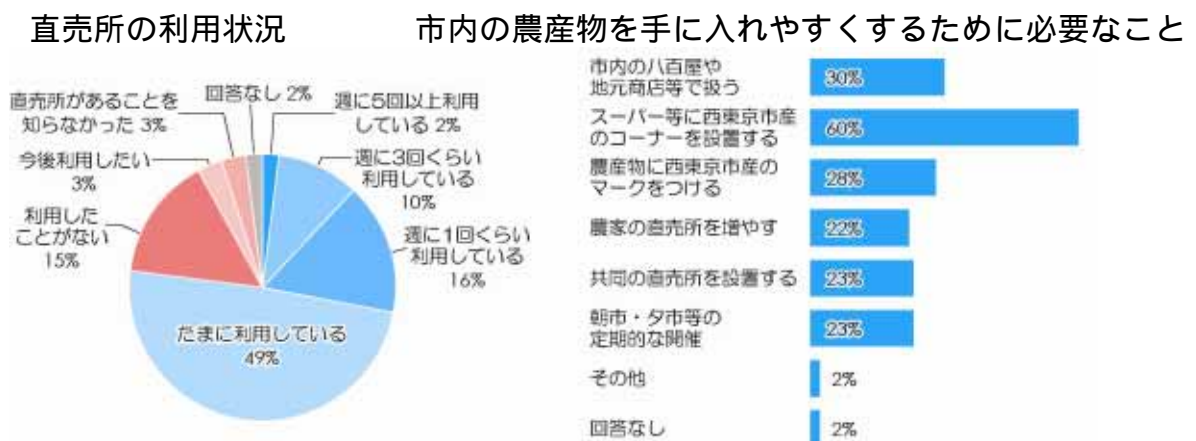 直売所の利用状況
市内の農産物を手に入れやすくするために必要なこと
回答なし 2%
直売所があることを
知らなかった 3%
今後利用したい
3%
利用した
ことがない
15%
週に5回以上利用
している 2%
週に3回くらい
利用している
10%
週に1回くらい
利用している
16%
たまに利用している
49%
市内の八百屋や
地元商店等で扱う
30%
スーパー等に西東京市産
のコーナーを設置する
60%
農産物に西東京市産の
マークをつける
28%
農家の直売所を増やす
22%
共同の直売所を設置する
23%
朝市・夕市等の
定期的な開催
23%
その他
2%
回答なし
2%